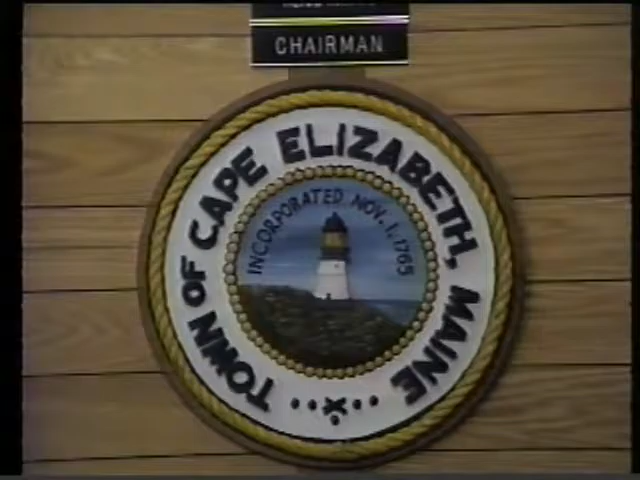 CHAIRMAN
TOWN OF CAPE ELIZABETH, MAINE
INCORPORATED NOV. 1, 1765